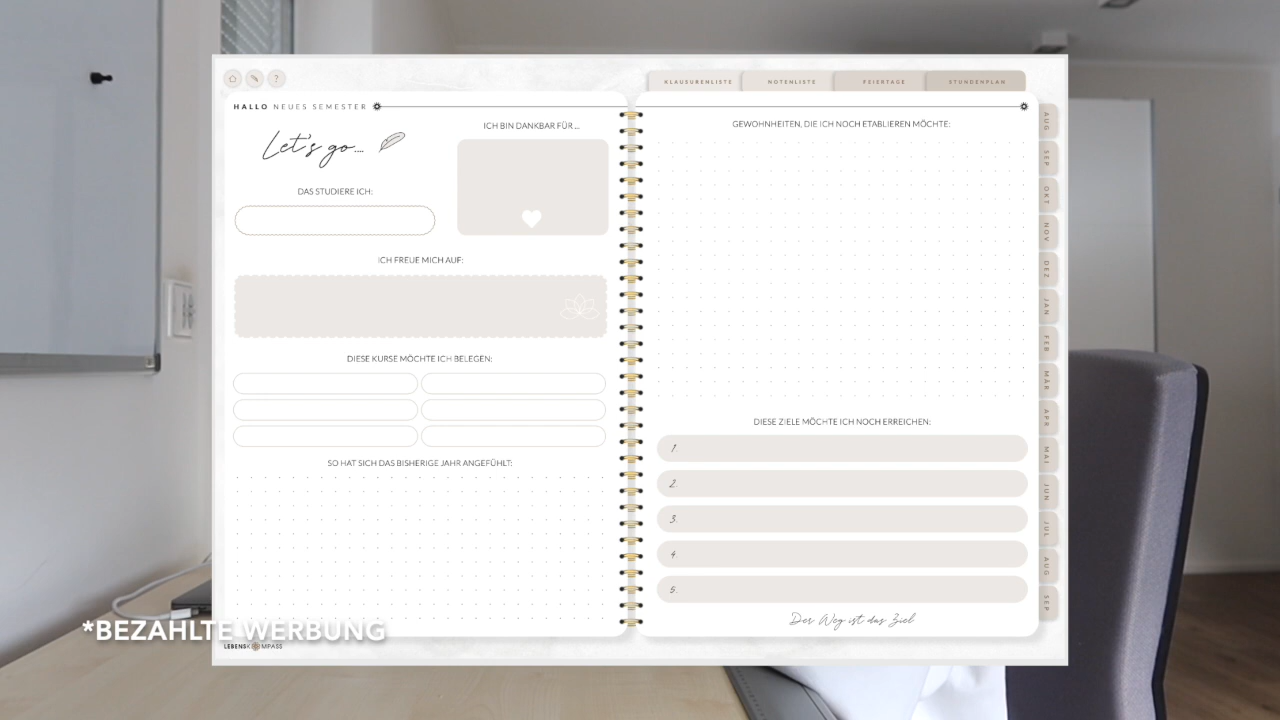 KLAUSURENLISTE NOTENLISTE FEIERTAGE STUNDENPLAN
HALLO NEUES SEMESTER
Let's go...
ICH BIN DANKBAR FÜR ...
DAS STUDIERE ICH:
ICH FREUE MICH AUF:
DIESE KURSE MÖCHTE ICH BELEGEN:
SO HAT SICH DAS BISHERIGE JAHR ANGEFÜHLT:
GEWOHNHEITEN, DIE ICH NOCH ETABLIEREN MÖCHTE:
DIESE ZIELE MÖCHTE ICH NOCH ERREICHEN:
1.
2.
3.
4
5.
Der Weg ist das Ziel
AUG
SEP
OKT
NOV
DEZ
JAN
FEB
MÄR
APR
MAI
JUN
JUL
AUG
SEP
*BEZAHLTE WERBUNG
LEBENSKOMPASS
?